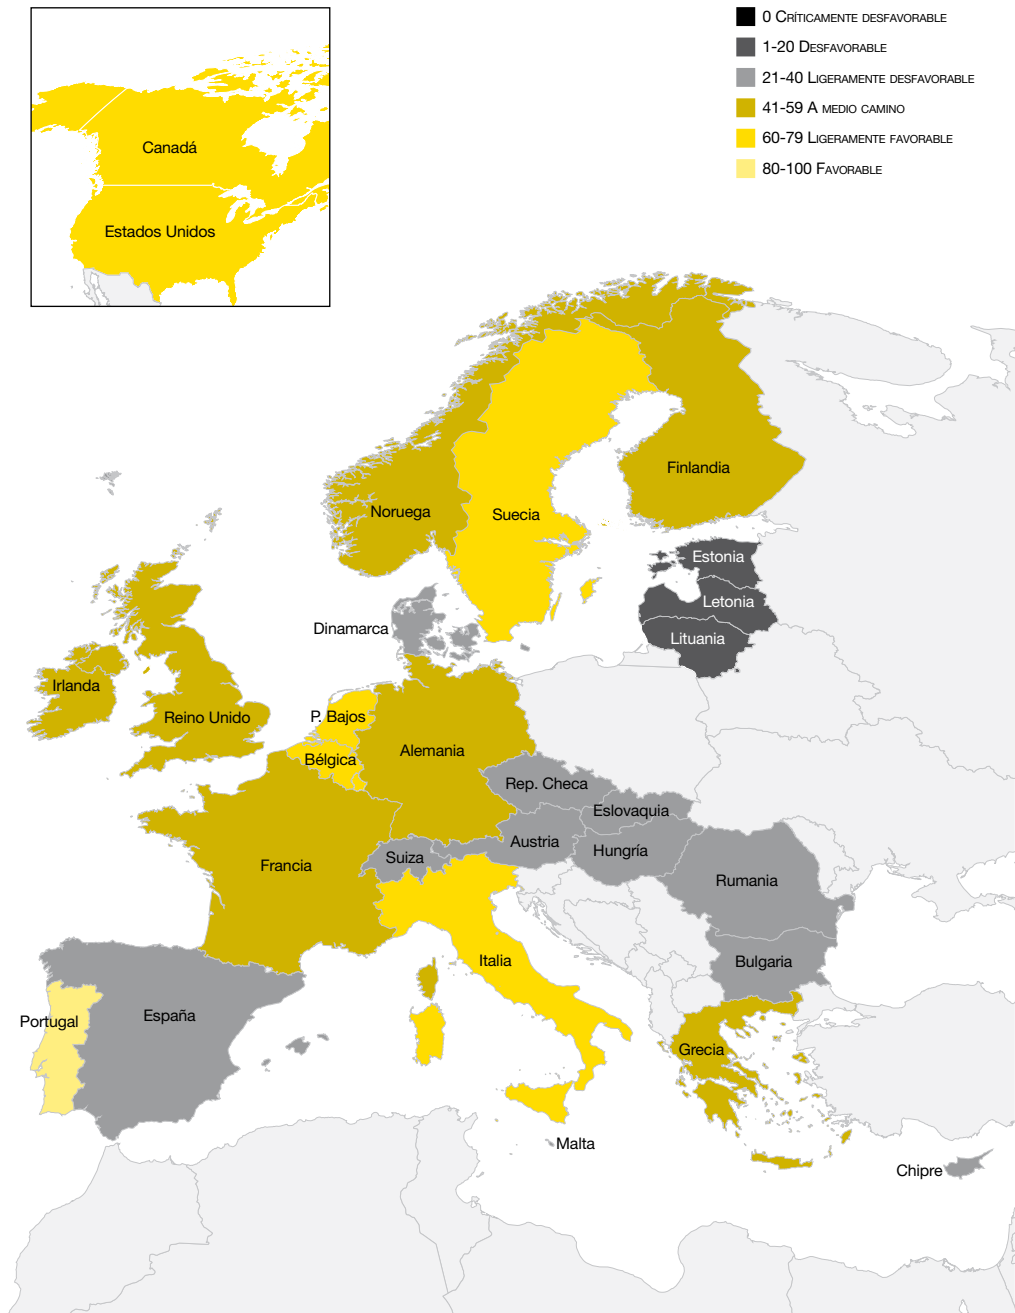 0 Críticamente desfavorable
1-20 Desfavorable
21-40 Ligeramente desfavorable
41-59 A medio camino
60-79 Ligeramente favorable
80-100 Favorable
Canadá
Estados Unidos
Finlandia
Noruega
Suecia
Estonia
Letonia
Dinamarca
Lituania
Irlanda
Reino Unido
P. Bajos
Alemania
Bélgica
Rep. Checa
Eslovaquia
Austria
Hungría
Suiza
Francia
Rumania
Italia
Bulgaria
España
Portugal
Grecia
Malta
Chipre